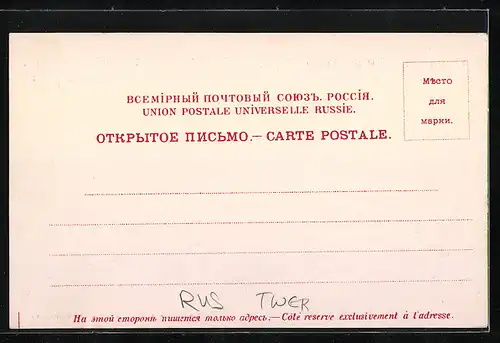 ВСЕМІРНЫЙ ПОЧТОВЫЙ СОЮЗЪ. РОССІЯ.
UNION POSTALE UNIVERSELLE RUSSIE.
ОТКРЫТОЕ ПИСЬМО.— CARTE POSTALE.
Мѣсто
для
марки.
RUS TWER
На этой сторонѣ пишется только адресъ.— Côté reserve exclusivement à l'adresse.